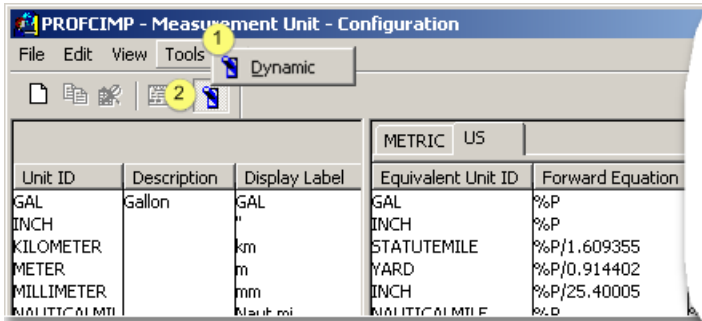 PROFCIMP - Measurement Unit - Configuration
1
File Edit View Tools
Dynamic
2
METRIC US
Unit ID Description Display Label Equivalent Unit ID Forward Equation
GAL Gallon GAL GAL %P
INCH " INCH %P
KILOMETER km STATUTEMILE %P/1.609355
METER m YARD %P/0.914402
MILLIMETER mm INCH %P/25.40005
NAUTICALMIL Naut mi NAUTICALMILE %P